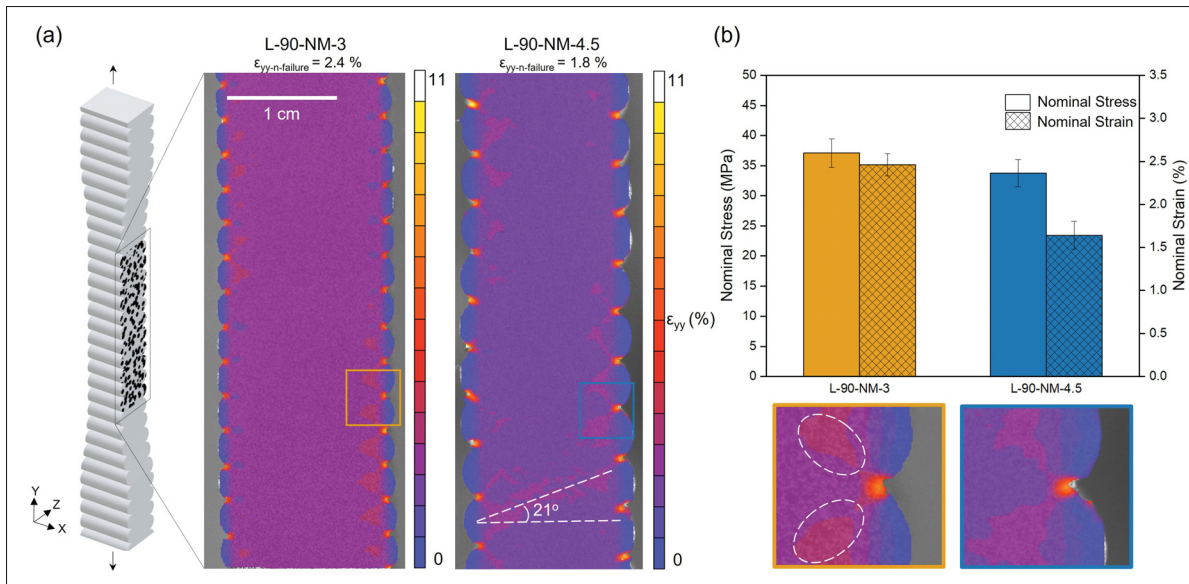 (a)
L-90-NM-3
εyy-n-failure = 2.4 %
1 cm
11
0
L-90-NM-4.5
εyy-n-failure = 1.8 %
21°
11
εyy (%)
0
Y
Z
X
(b)
Nominal Stress (MPa)
50
45
40
35
30
25
20
15
10
5
0
Nominal Stress
Nominal Strain
3.5
3.0
2.5
2.0
1.5
1.0
0.5
0.0
Nominal Strain (%)
L-90-NM-3
L-90-NM-4.5